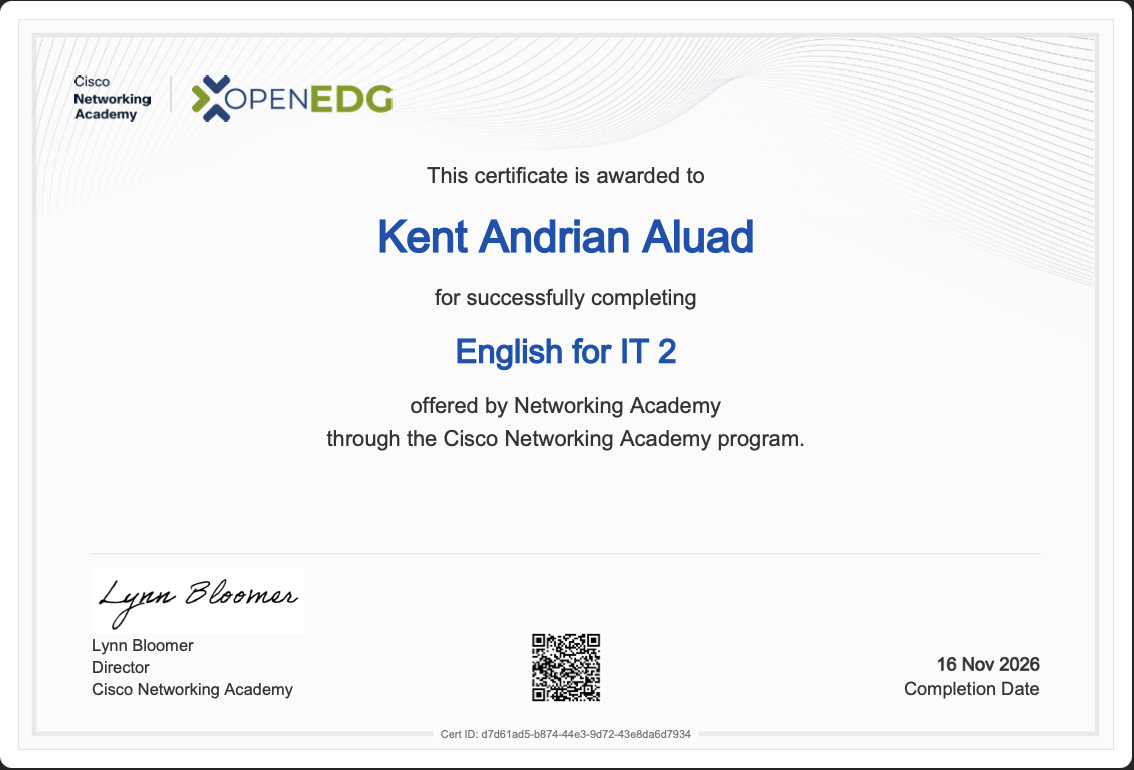 Cisco
Networking
Academy
OPENEDG
This certificate is awarded to
Kent Andrian Aluad
for successfully completing
English for IT 2
offered by Networking Academy
through the Cisco Networking Academy program.
Lynn Bloomer
Lynn Bloomer
Director
Cisco Networking Academy
16 Nov 2026
Completion Date
Cert ID: d7d61ad5-b874-44e3-9d72-43e8da6d7934